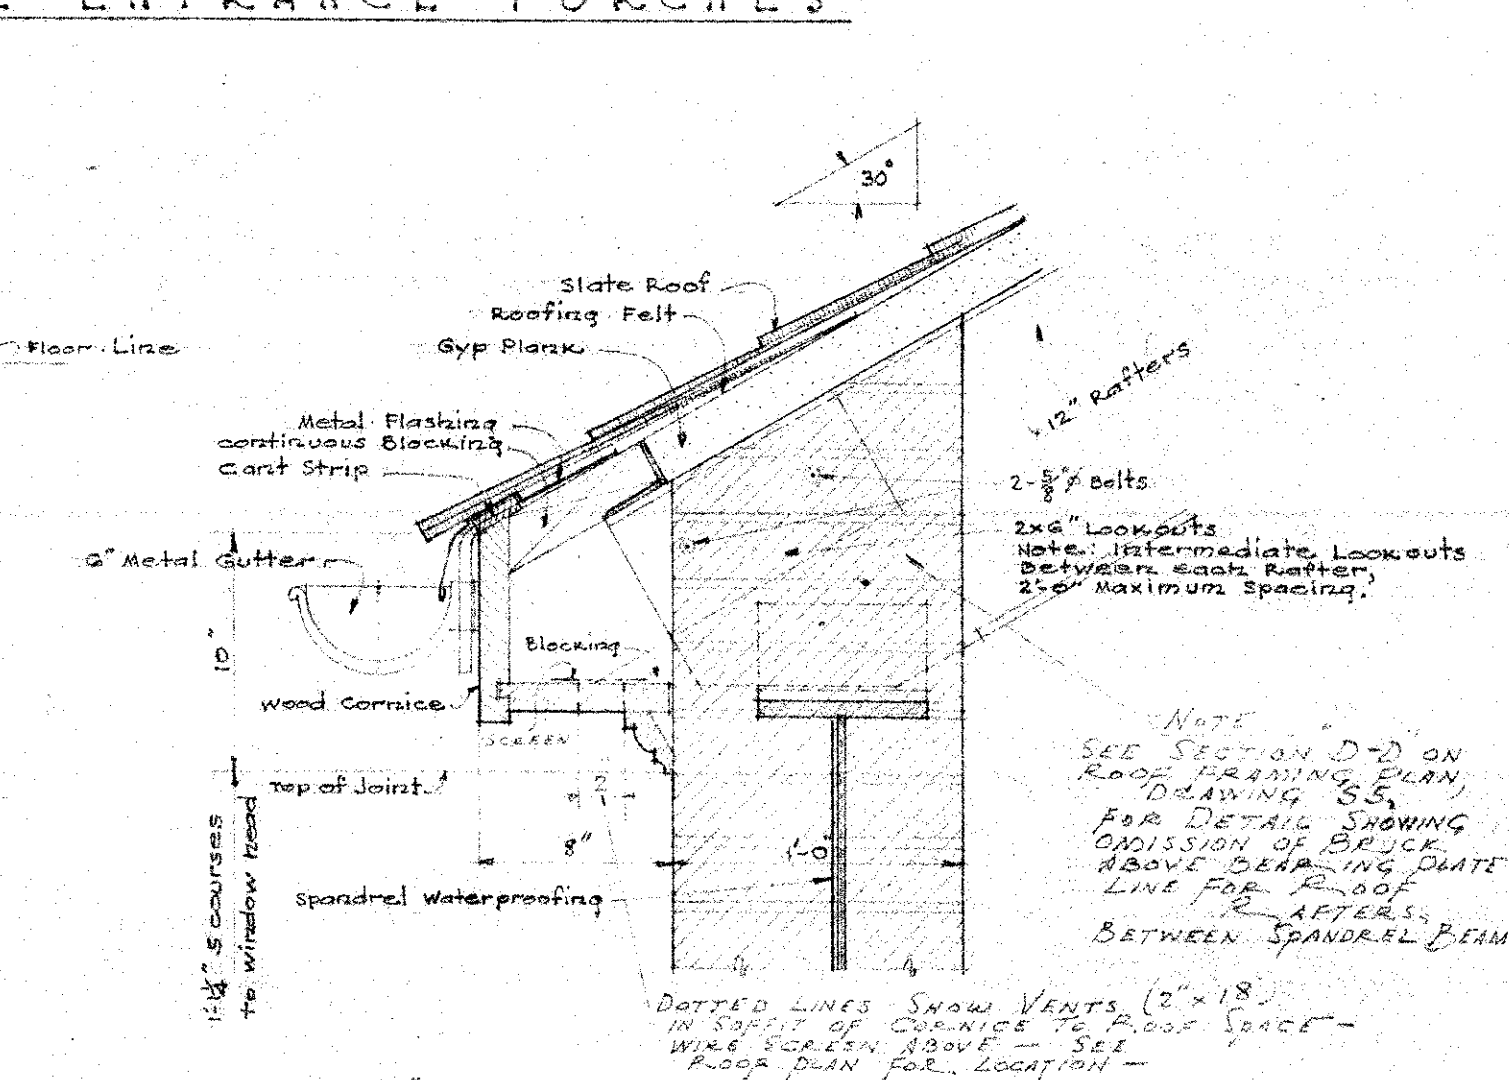 ENTRANCE PORCHES
30°
Slate Roof
Roofing Felt
Gyp Plank
Floor Line
Metal Flashing
continuous Blocking
Cant Strip
12" Rafters
2-5/8" ϕ Bolts
2x6" Lookouts
Note: Intermediate Lookouts
Between each Rafter,
2'-0" Maximum Spacing.
6" Metal Gutter
10"
Blocking
Wood Cornice
SCREEN
Top of Joint
2
8"
1'-0"
Spandrel Waterproofing
5 courses
to window head
NOTE
SEE SECTION D-D ON
ROOF FRAMING PLAN,
DRAWING S5,
FOR DETAIL SHOWING
OMISSION OF BRICK
ABOVE BEARING PLATE
LINE FOR ROOF
RAFTERS
BETWEEN SPANDREL BEAM
DOTTED LINES SHOW VENTS (2" x 18")
IN SOFFIT OF CORNICE TO ROOF SPACE -
WIRE SCREEN ABOVE - SEE
ROOF PLAN FOR LOCATION -